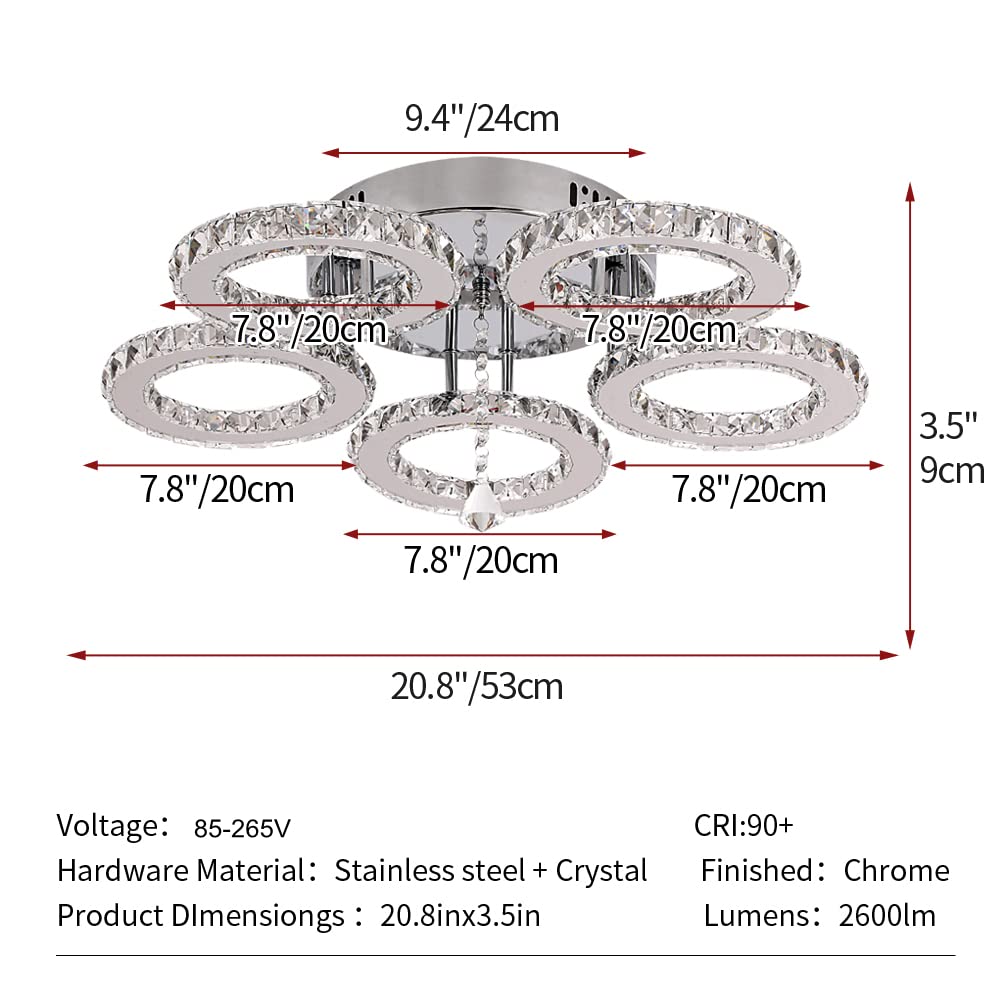 9.4"/24cm
7.8"/20cm 7.8"/20cm
3.5"
9cm
7.8"/20cm 7.8"/20cm
7.8"/20cm
20.8"/53cm
Voltage： 85-265V CRI:90+
Hardware Material：Stainless steel + Crystal Finished：Chrome
Product DImensiongs：20.8inx3.5in Lumens：2600lm